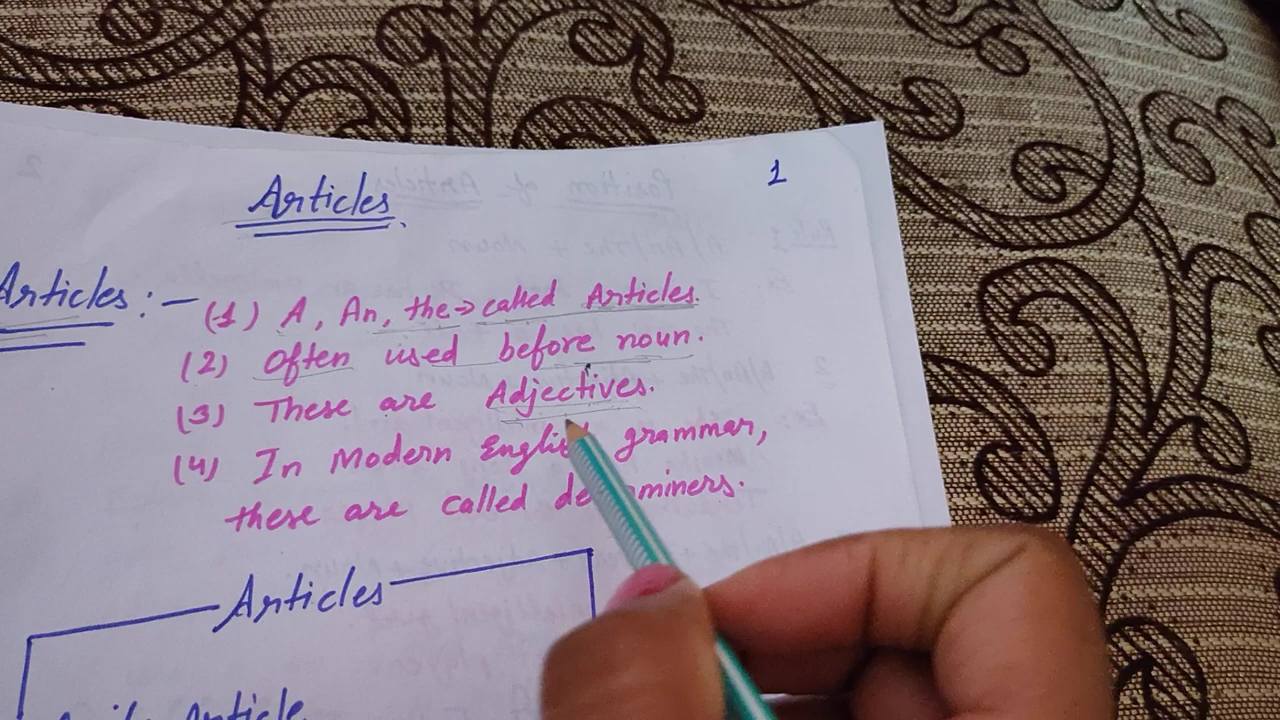 1
Articles
Articles :- (1) A, An, the → called Articles.
(2) Often used before noun.
(3) These are Adjectives.
(4) In Modern English grammar,
these are called determiners.
Articles
Article